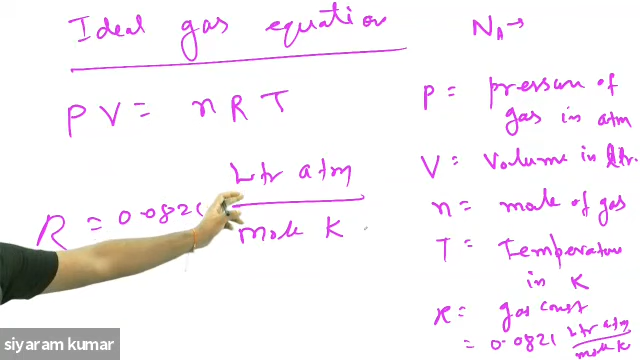 Ideal gas equation
PV = nRT
R = 0.0821 Ltr atm / mole K
NA →
P = pressure of gas in atm
V = Volume in Ltr.
n = mole of gas
T = Temperature in K
R = gas const
= 0.0821 Ltr atm / mole K
siyaram kumar